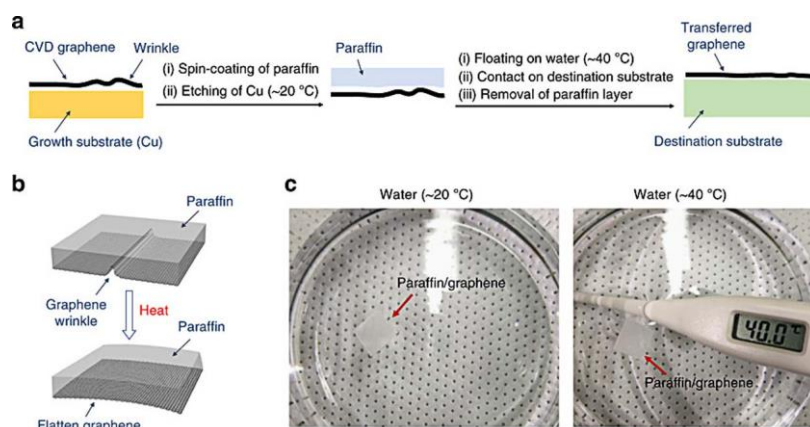 a
CVD graphene
Wrinkle
Growth substrate (Cu)
(i) Spin-coating of paraffin
(ii) Etching of Cu (~20 °C)
Paraffin
(i) Floating on water (~40 °C)
(ii) Contact on destination substrate
(iii) Removal of paraffin layer
Transferred
graphene
Destination substrate
b
Paraffin
Graphene
wrinkle
Heat
Paraffin
Flatten graphene
c
Water (~20 °C)
Paraffin/graphene
Water (~40 °C)
40.0°C
Paraffin/graphene